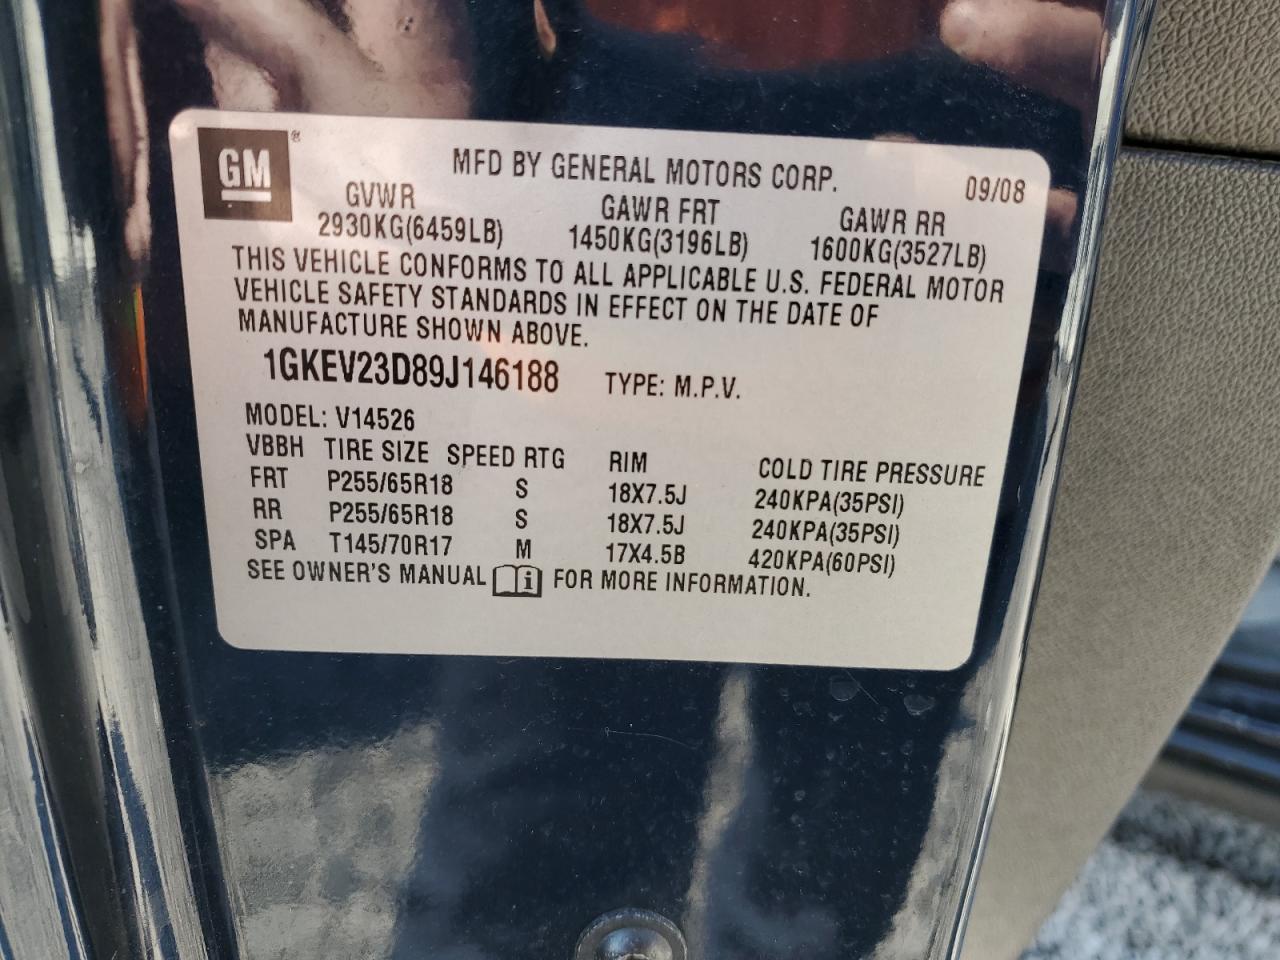 GM®
MFD BY GENERAL MOTORS CORP.
09/08
GVWR GAWR FRT GAWR RR
2930KG(6459LB) 1450KG(3196LB) 1600KG(3527LB)
THIS VEHICLE CONFORMS TO ALL APPLICABLE U.S. FEDERAL MOTOR
VEHICLE SAFETY STANDARDS IN EFFECT ON THE DATE OF
MANUFACTURE SHOWN ABOVE.
1GKEV23D89J146188 TYPE: M.P.V.
MODEL: V14526
VBBH TIRE SIZE SPEED RTG RIM COLD TIRE PRESSURE
FRT P255/65R18 S 18X7.5J 240KPA(35PSI)
RR P255/65R18 S 18X7.5J 240KPA(35PSI)
SPA T145/70R17 M 17X4.5B 420KPA(60PSI)
SEE OWNER'S MANUAL i FOR MORE INFORMATION.